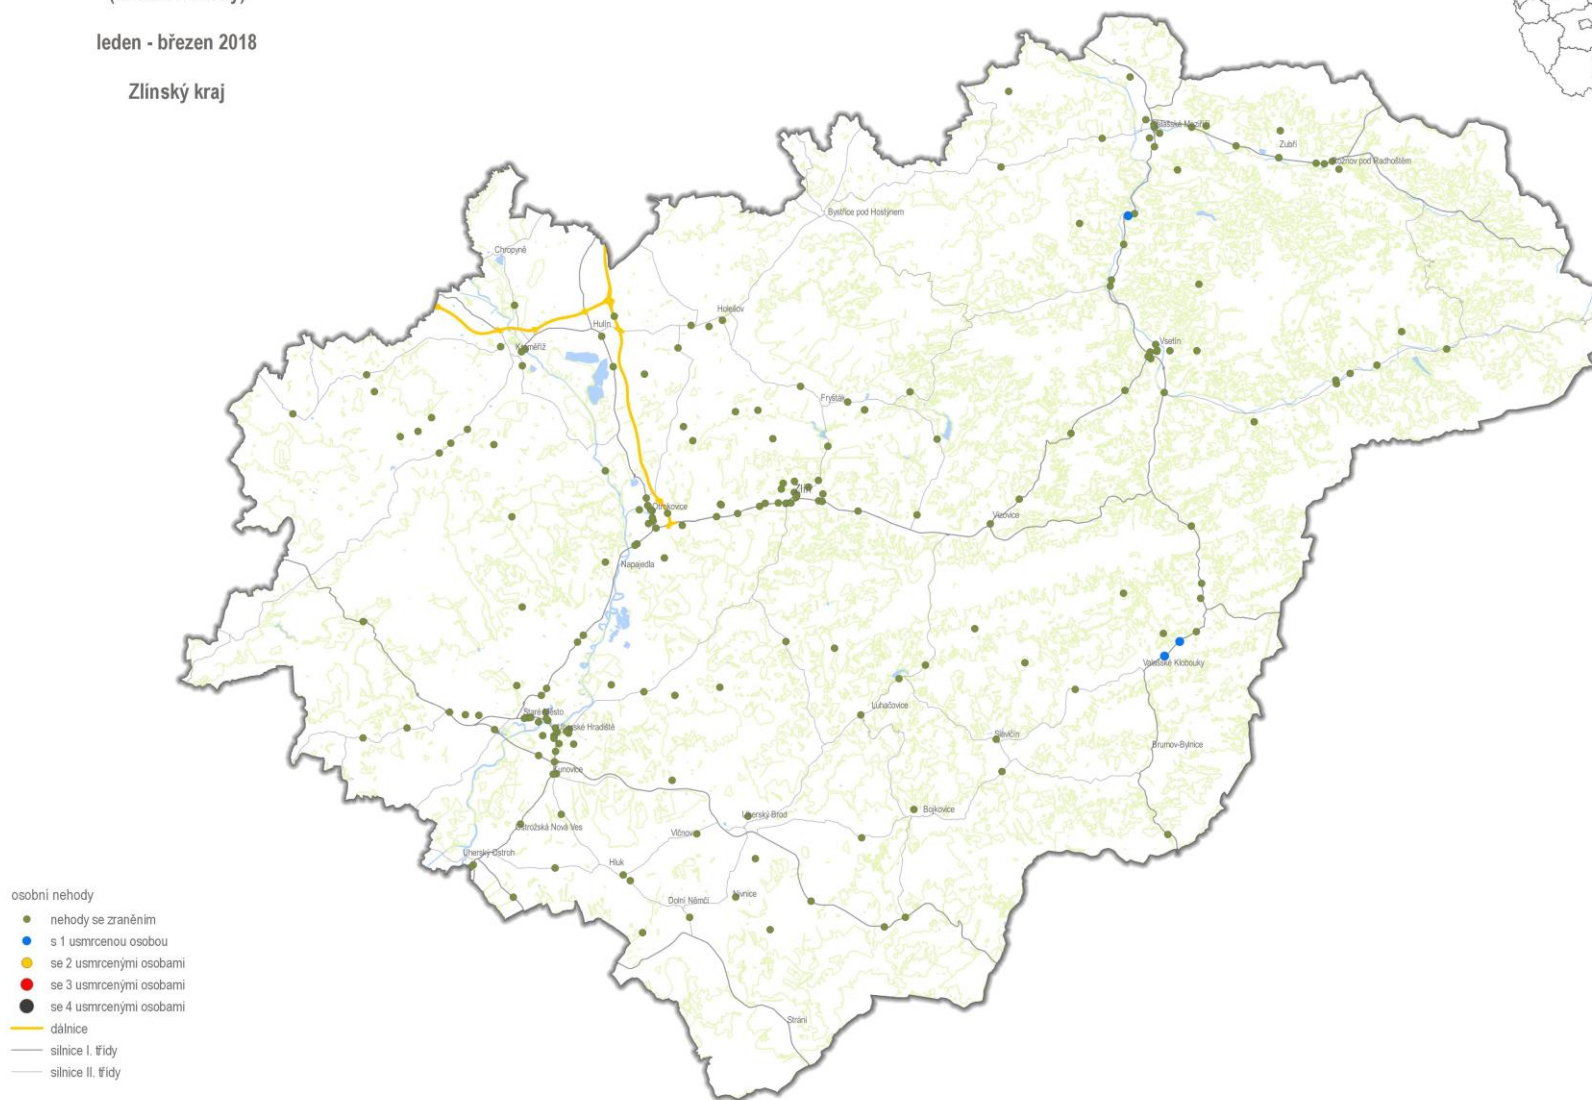 leden - březen 2018
Zlínský kraj
Valašské Meziříčí
Zubří
Rožnov pod Radhoštěm
Bystřice pod Hostýnem
Chropyně
Holešov
Hulín
Kroměříž
Vsetín
Fryšták
Zlín
Otrokovice
Vizovice
Napajedla
Valašské Klobouky
Luhačovice
Staré Město
Uherské Hradiště
Slavičín
Brumov-Bylnice
Kunovice
Bojkovice
Uherský Brod
Ostrožská Nová Ves
Vlčnov
Uherský Ostroh
Hluk
Nivnice
Dolní Němčí
Strání
osobní nehody
nehody se zraněním
s 1 usmrcenou osobou
se 2 usmrcenými osobami
se 3 usmrcenými osobami
se 4 usmrcenými osobami
dálnice
silnice I. třídy
silnice II. třídy